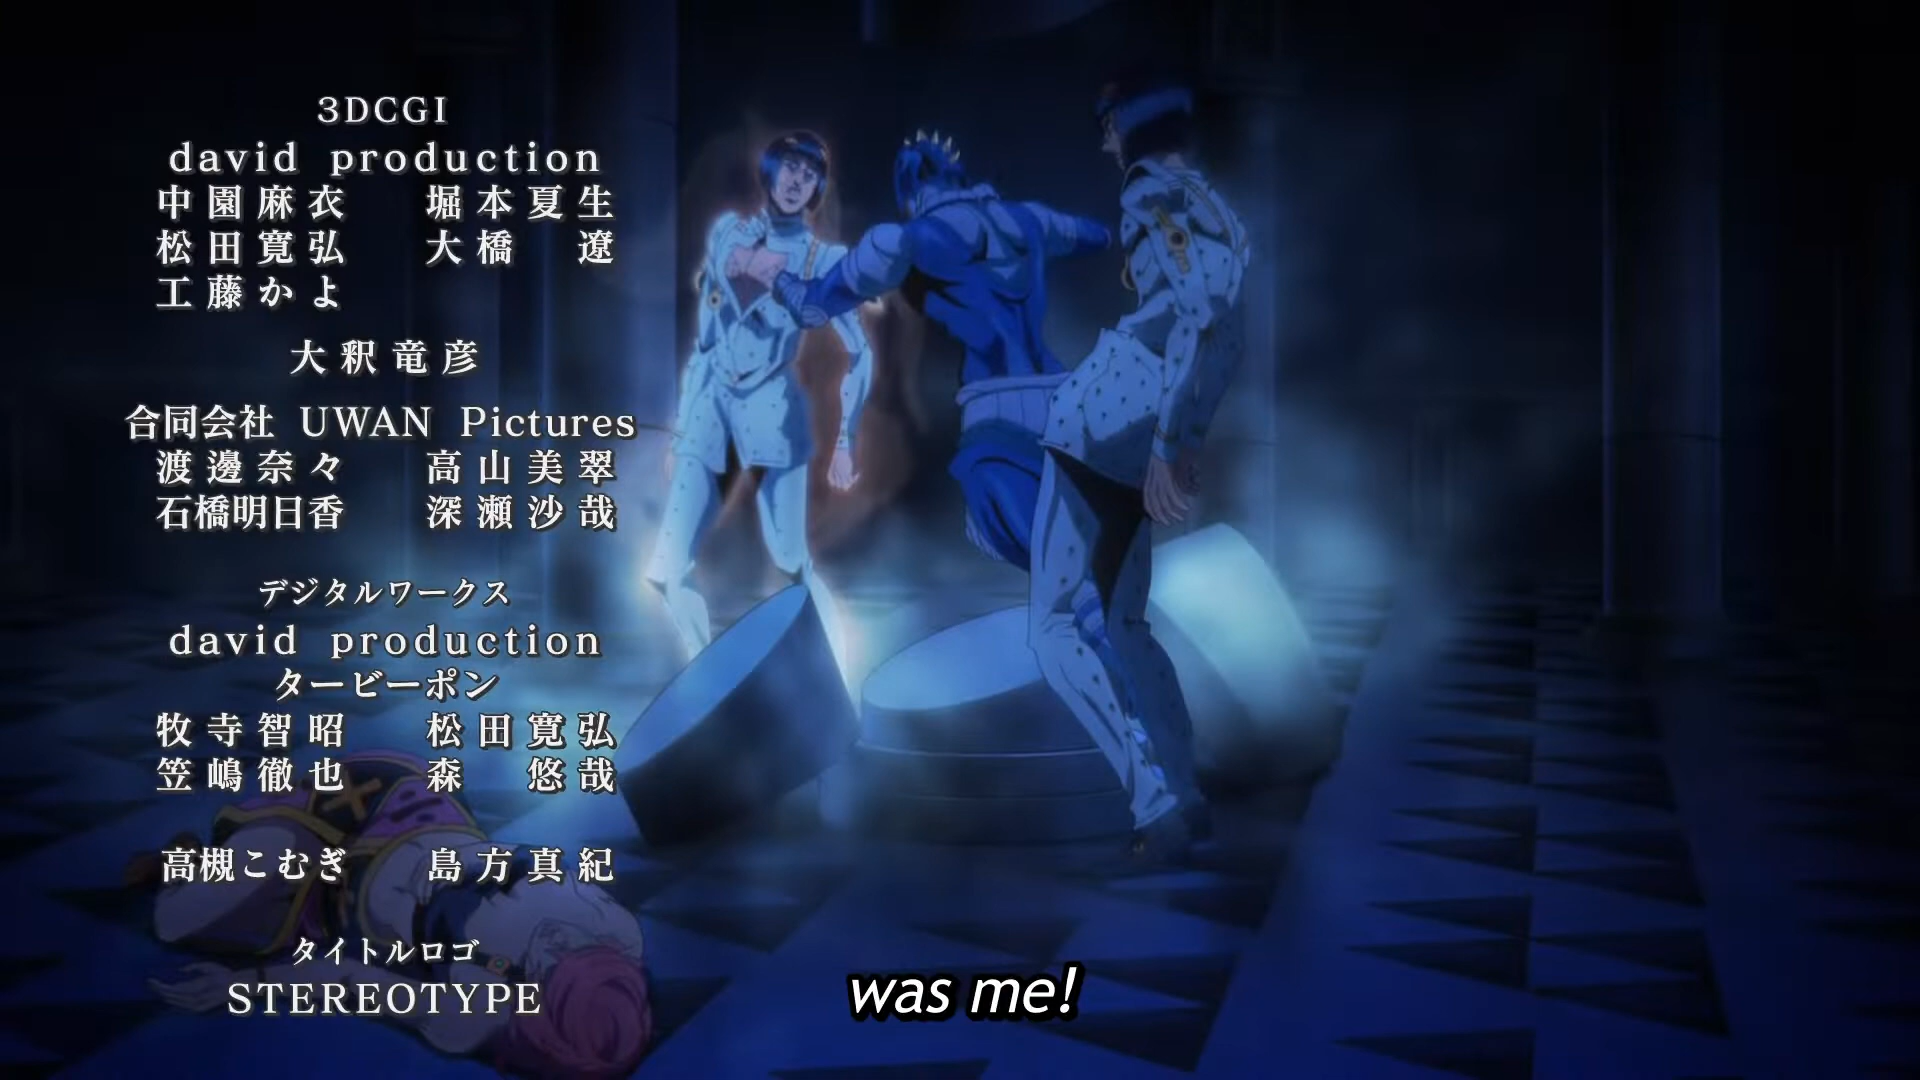 3DCGI
david production
中園麻衣 堀本夏生
松田寛弘 大橋 遼
工藤かよ
大釈竜彦
合同会社 UWAN Pictures
渡邊奈々 高山美翠
石橋明日香 深瀬沙哉
デジタルワークス
david production
タービーポン
牧寺智昭 松田寛弘
笠嶋徹也 森 悠哉
高槻こむぎ 島方真紀
タイトルロゴ
STEREOTYPE
was me!